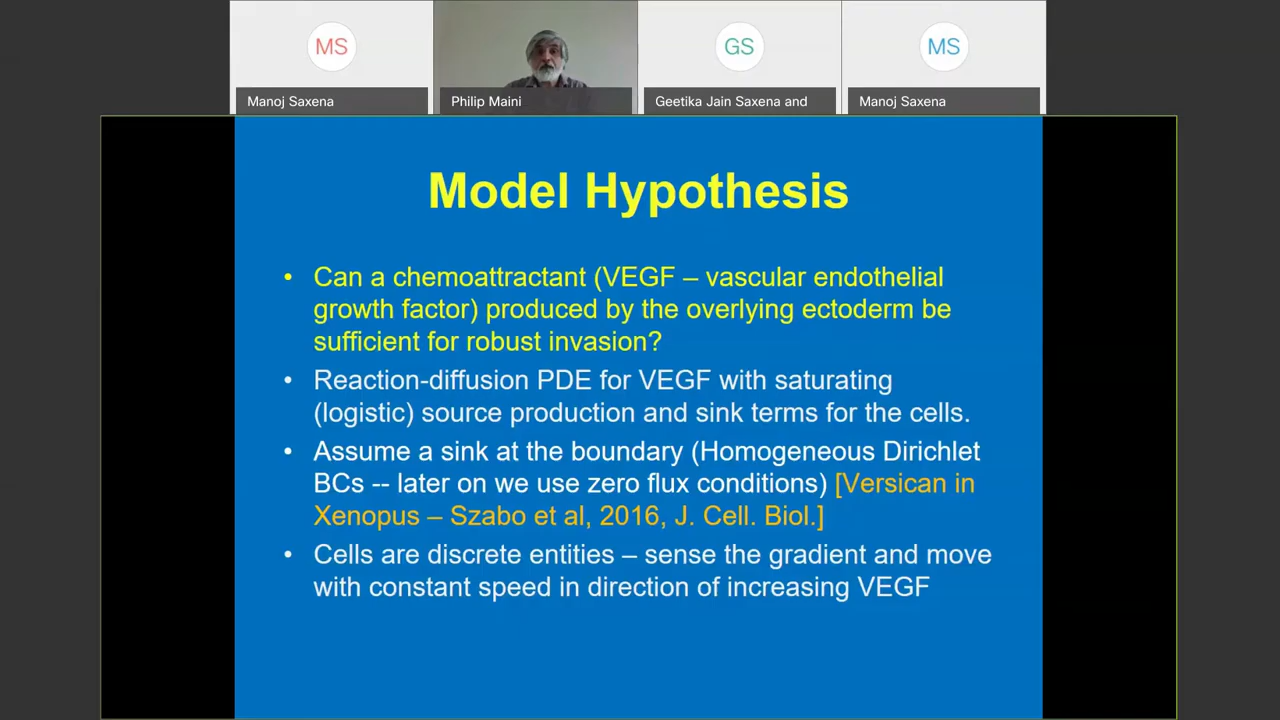 MS
GS
MS
Manoj Saxena
Philip Maini
Geetika Jain Saxena and
Manoj Saxena
Model Hypothesis
• Can a chemoattractant (VEGF – vascular endothelial
growth factor) produced by the overlying ectoderm be
sufficient for robust invasion?
• Reaction-diffusion PDE for VEGF with saturating
(logistic) source production and sink terms for the cells.
• Assume a sink at the boundary (Homogeneous Dirichlet
BCs -- later on we use zero flux conditions) [Versican in
Xenopus – Szabo et al, 2016, J. Cell. Biol.]
• Cells are discrete entities – sense the gradient and move
with constant speed in direction of increasing VEGF